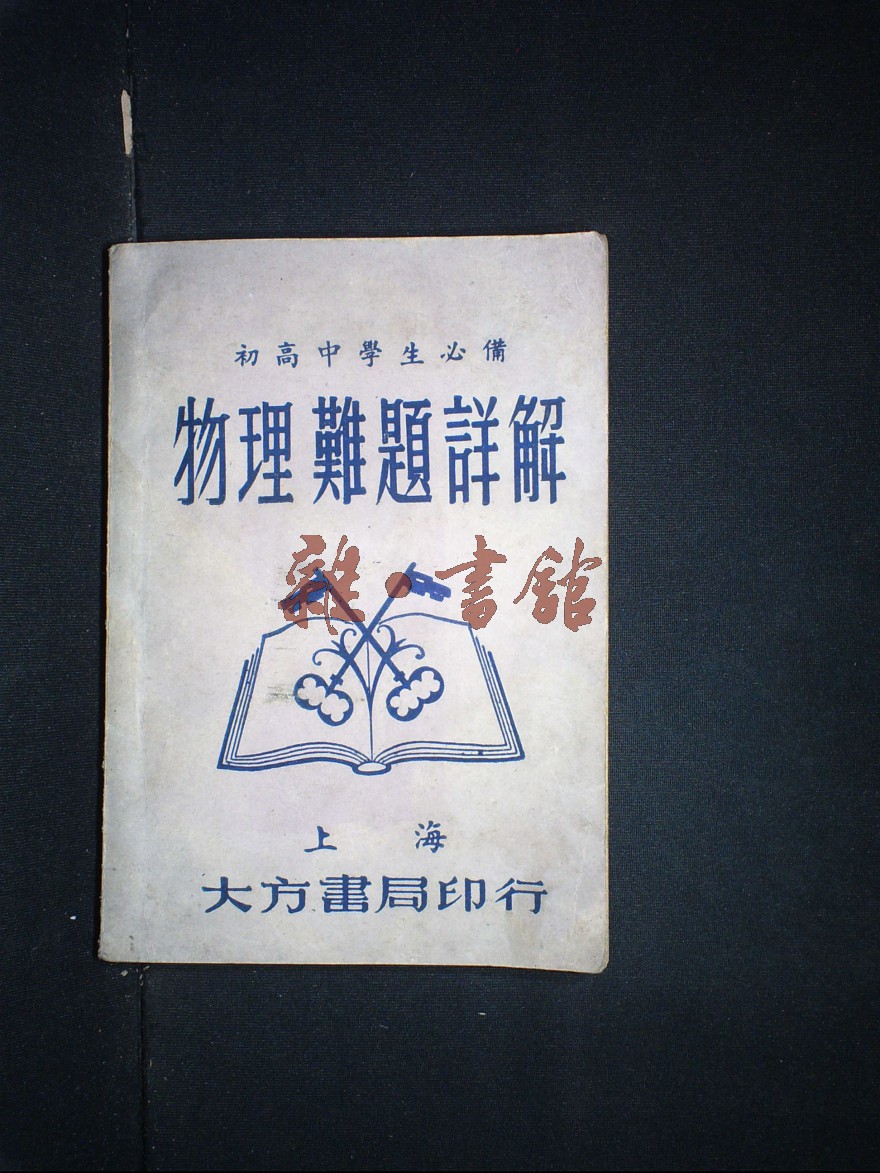 初高中學生必備
物理難題詳解
雜·書館
上海
大方書局印行